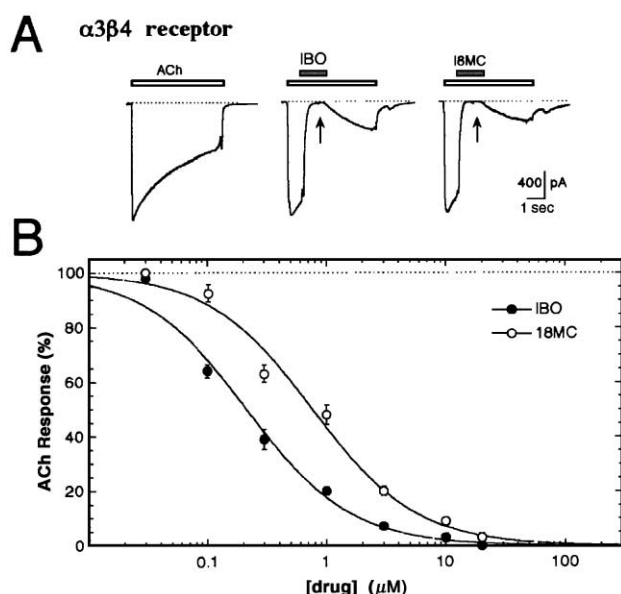 A α3β4 receptor
ACh
IBO
18MC
400 pA
1 sec
B
100
80
60
40
20
0
ACh Response (%)
IBO
18MC
0.1 1 10 100
[drug] (μM)